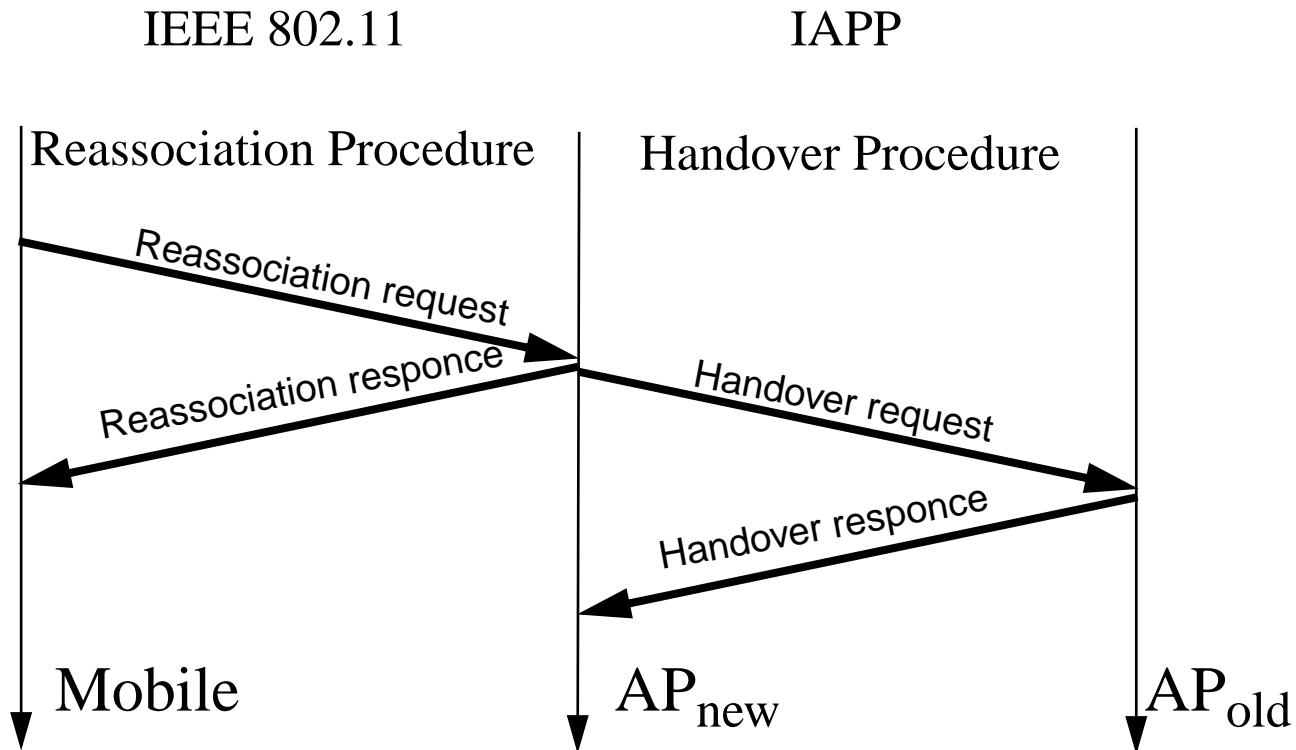 IEEE 802.11
IAPP
Reassociation Procedure
Handover Procedure
Reassociation request
Reassociation responce
Handover request
Handover responce
Mobile
APnew
APold